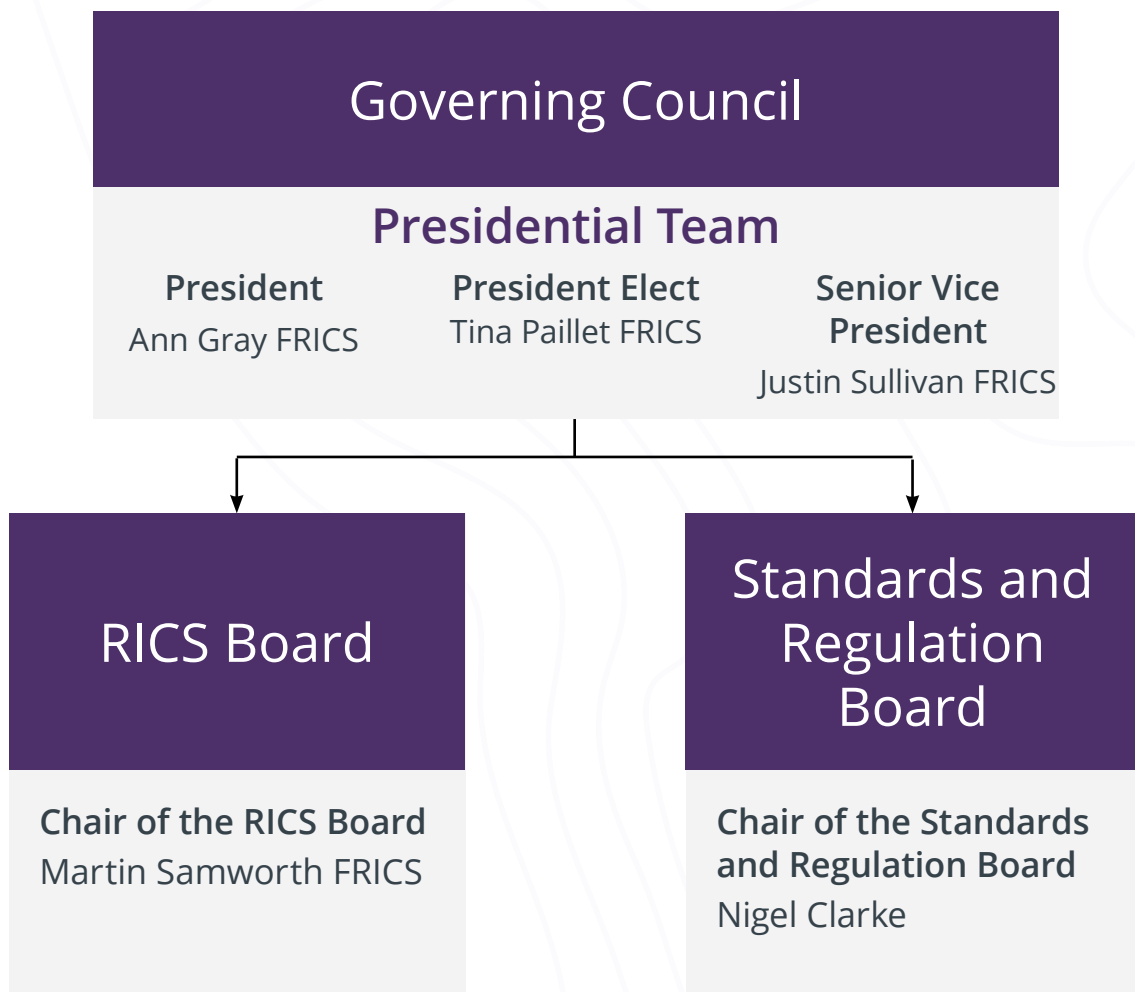 Governing Council
Presidential Team
President
Ann Gray FRICS
President Elect
Tina Paillet FRICS
Senior Vice
President
Justin Sullivan FRICS
RICS Board
Chair of the RICS Board
Martin Samworth FRICS
Standards and
Regulation
Board
Chair of the Standards
and Regulation Board
Nigel Clarke